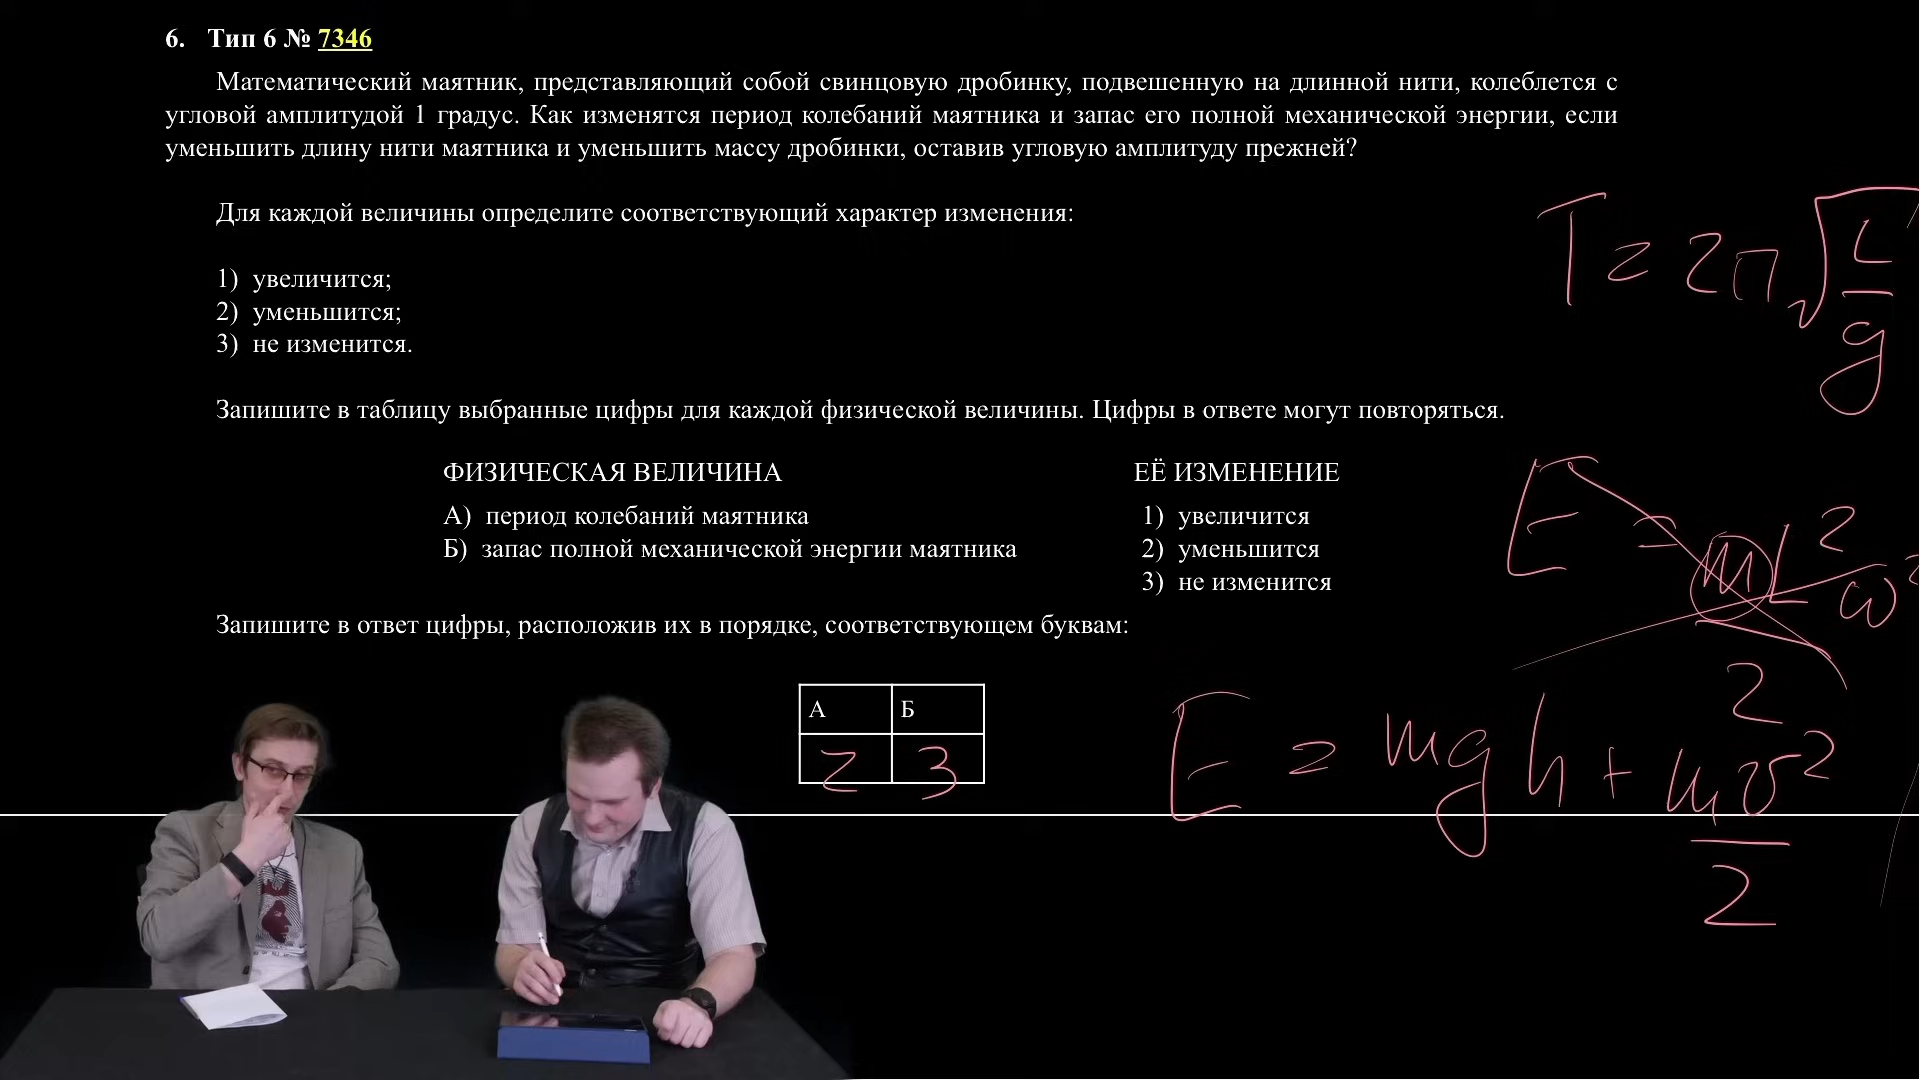 6. Тип 6 № 7346
Математический маятник, представляющий собой свинцовую дробинку, подвешенную на длинной нити, колеблется с
угловой амплитудой 1 градус. Как изменятся период колебаний маятника и запас его полной механической энергии, если
уменьшить длину нити маятника и уменьшить массу дробинки, оставив угловую амплитуду прежней?
Для каждой величины определите соответствующий характер изменения:
1) увеличится;
2) уменьшится;
3) не изменится.
Запишите в таблицу выбранные цифры для каждой физической величины. Цифры в ответе могут повторяться.
ФИЗИЧЕСКАЯ ВЕЛИЧИНА
А) период колебаний маятника
Б) запас полной механической энергии маятника
ЕЁ ИЗМЕНЕНИЕ
1) увеличится
2) уменьшится
3) не изменится
Запишите в ответ цифры, расположив их в порядке, соответствующем буквам:
А Б
2 3
T = 2π√(L/g)
E = mL²ω²/2
E = mgh + mv²/2